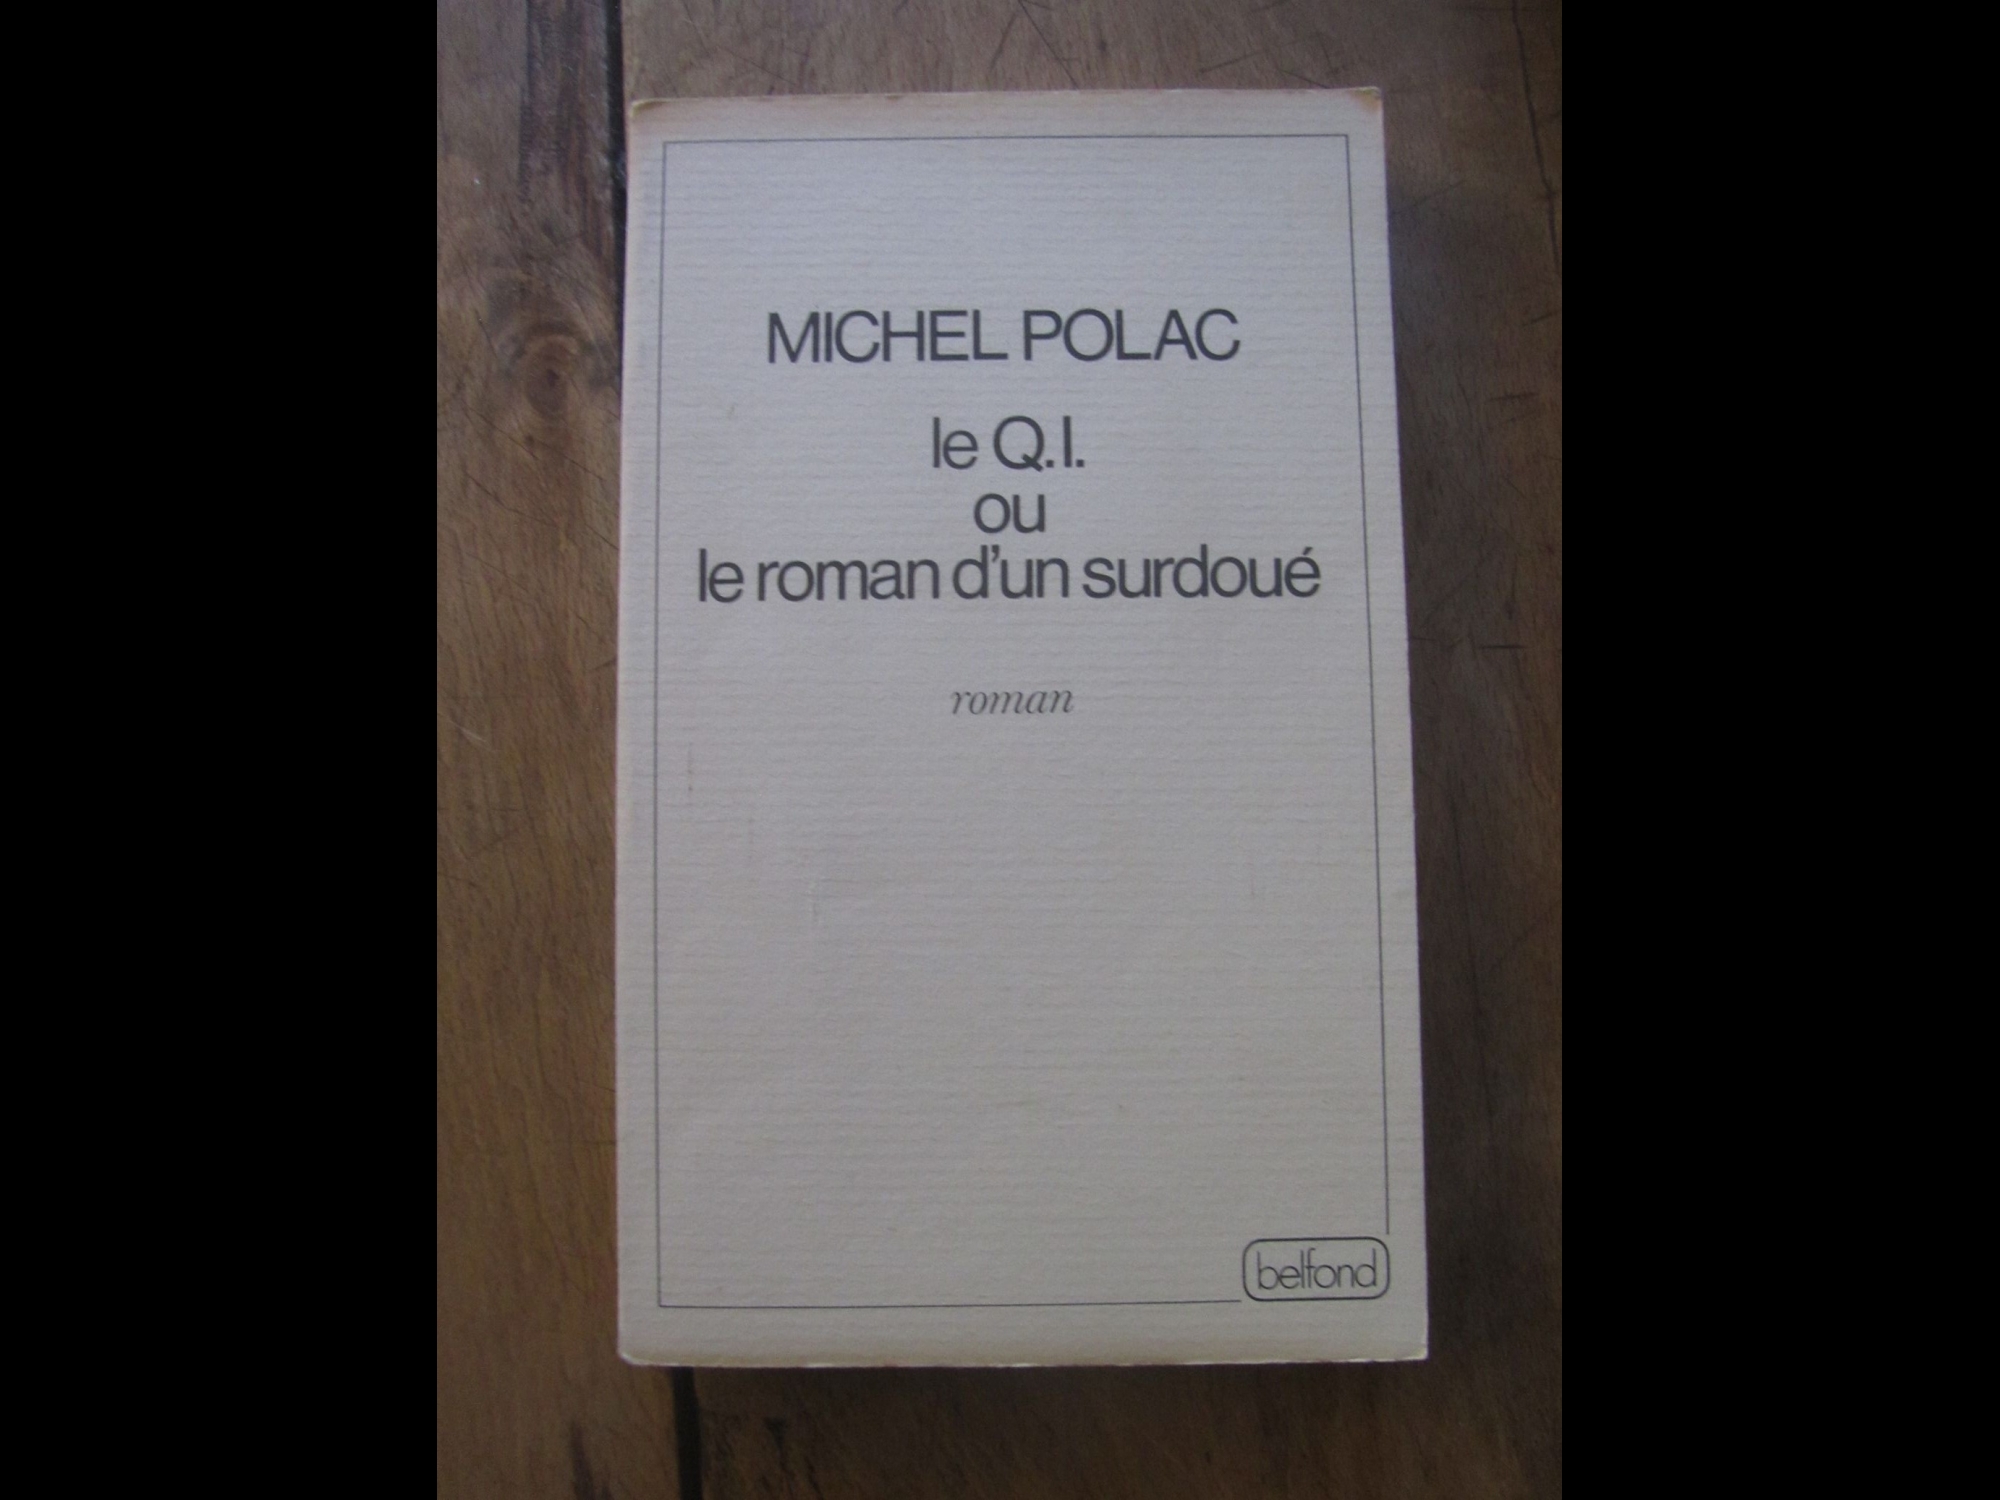 MICHEL POLAC
le Q.I.
ou
le roman d'un surdoué
roman
belfond